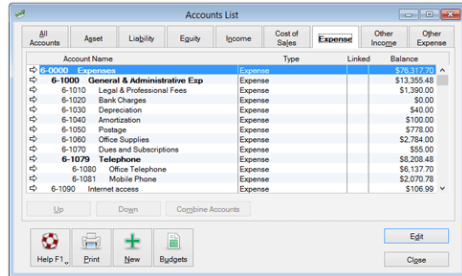 Accounts List
All Accounts Asset Liability Equity Income Cost of Sales Expense Other Income Other Expense
Account Name Type Linked Balance
6-0000 Expenses Expense $76,317.70
6-1000 General & Administrative Exp Expense $13,355.48
6-1010 Legal & Professional Fees Expense $1,390.00
6-1020 Bank Charges Expense $0.00
6-1030 Depreciation Expense $40.00
6-1040 Amortization Expense $100.00
6-1050 Postage Expense $778.00
6-1060 Office Supplies Expense $2,784.00
6-1070 Dues and Subscriptions Expense $55.00
6-1079 Telephone Expense $8,208.48
6-1080 Office Telephone Expense $6,137.70
6-1081 Mobile Phone Expense $2,070.78
6-1090 Internet access Expense $106.99
Up Down Combine Accounts
Help F1 Print New Budgets
Edit
Close